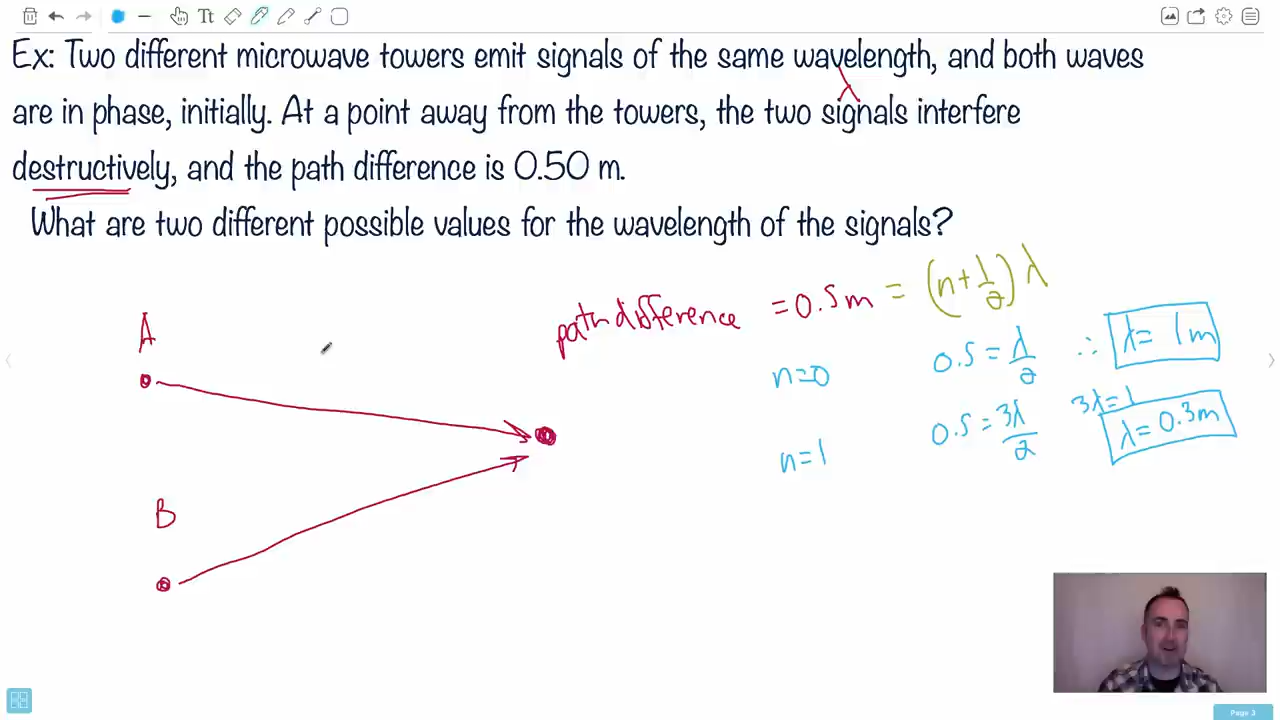 Ex: Two different microwave towers emit signals of the same wavelength, and both waves
λ
are in phase, initially. At a point away from the towers, the two signals interfere
destructively, and the path difference is 0.50 m.
What are two different possible values for the wavelength of the signals?
path difference = 0.5m = (n+1/2) λ
A
n=0 0.5 = λ/2 ∴ λ= 1m
3λ=1
n=1 0.5 = 3λ/2 λ= 0.3m
B
Page 3